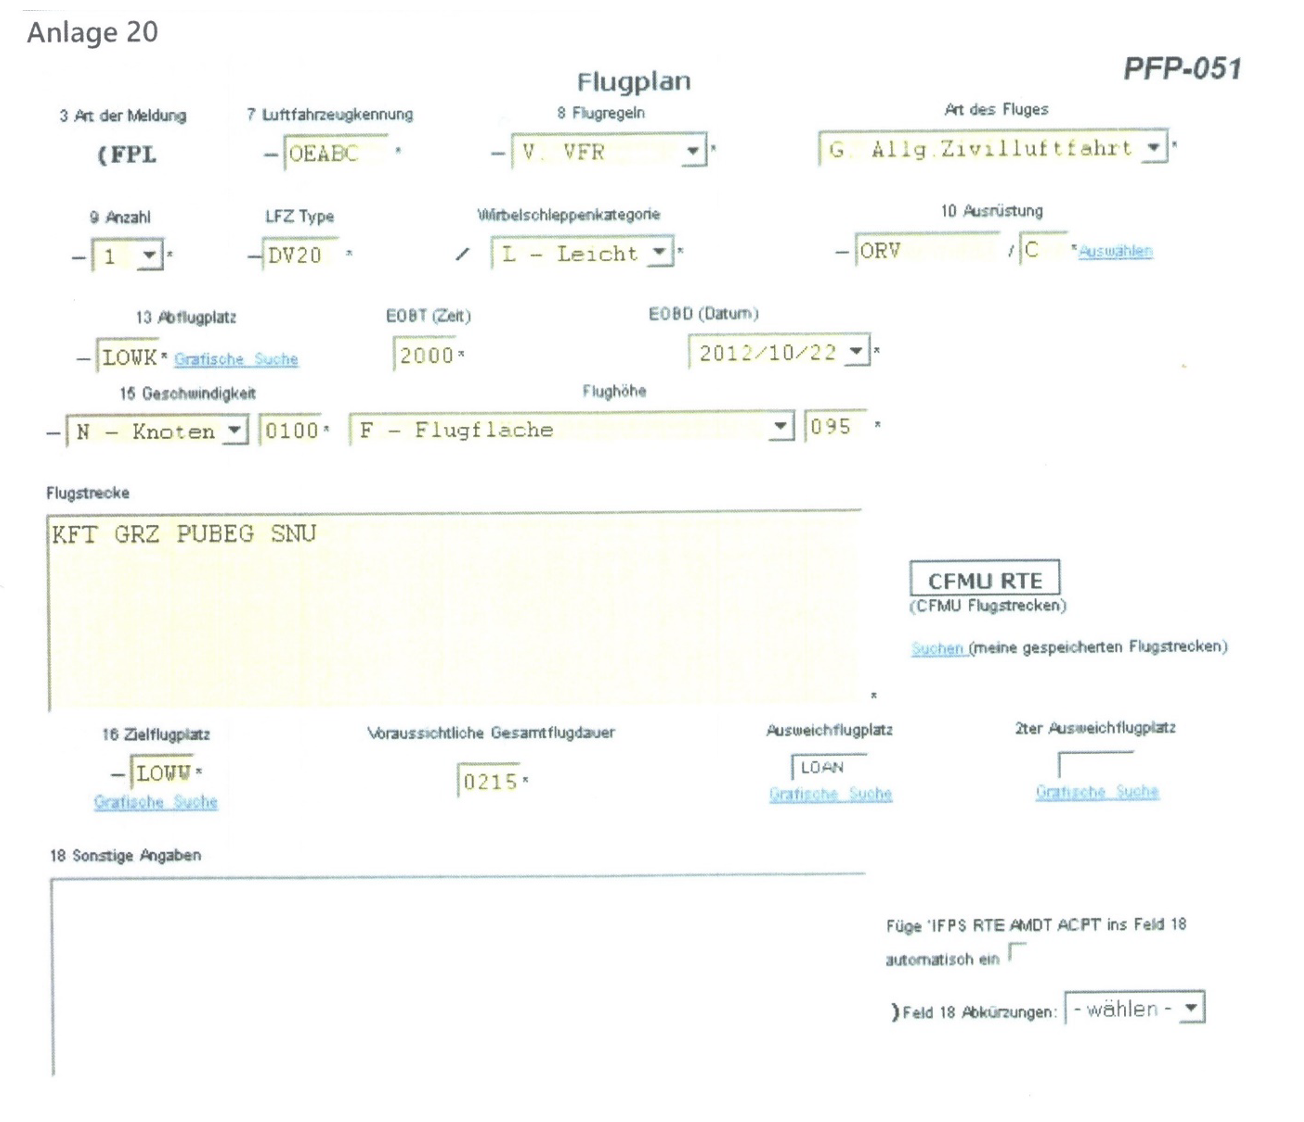 Anlage 20
PFP-051
Flugplan
3 Art der Meldung 7 Luftfahrzeugkennung 8 Flugregeln Art des Fluges
(FPL - OEABC * - V. VFR * G. Allg.Zivilluftfahrt *
9 Anzahl LFZ Type Wirbelschleppenkategorie 10 Ausrüstung
- 1 * - DV20 * / L - Leicht * - ORV / C * Auswählen
13 Abflugplatz EOBT (Zeit) EOBD (Datum)
- LOWK * Grafische Suche 2000 * 2012/10/22 *
15 Geschwindigkeit Flughöhe
- N - Knoten 0100 * F - Flugfläche 095 *
Flugstrecke
KFT GRZ PUBEG SNU
CFMU RTE
(CFMU Flugstrecken)
Suchen (meine gespeicherten Flugstrecken)
*
16 Zielflugplatz Voraussichtliche Gesamtflugdauer Ausweichflugplatz 2ter Ausweichflugplatz
- LOWW * 0215 * LOAN
Grafische Suche Grafische Suche Grafische Suche
18 Sonstige Angaben
Füge 'IFPS RTE AMDT ACPT' ins Feld 18
automatisch ein
) Feld 18 Abkürzungen: - wählen -